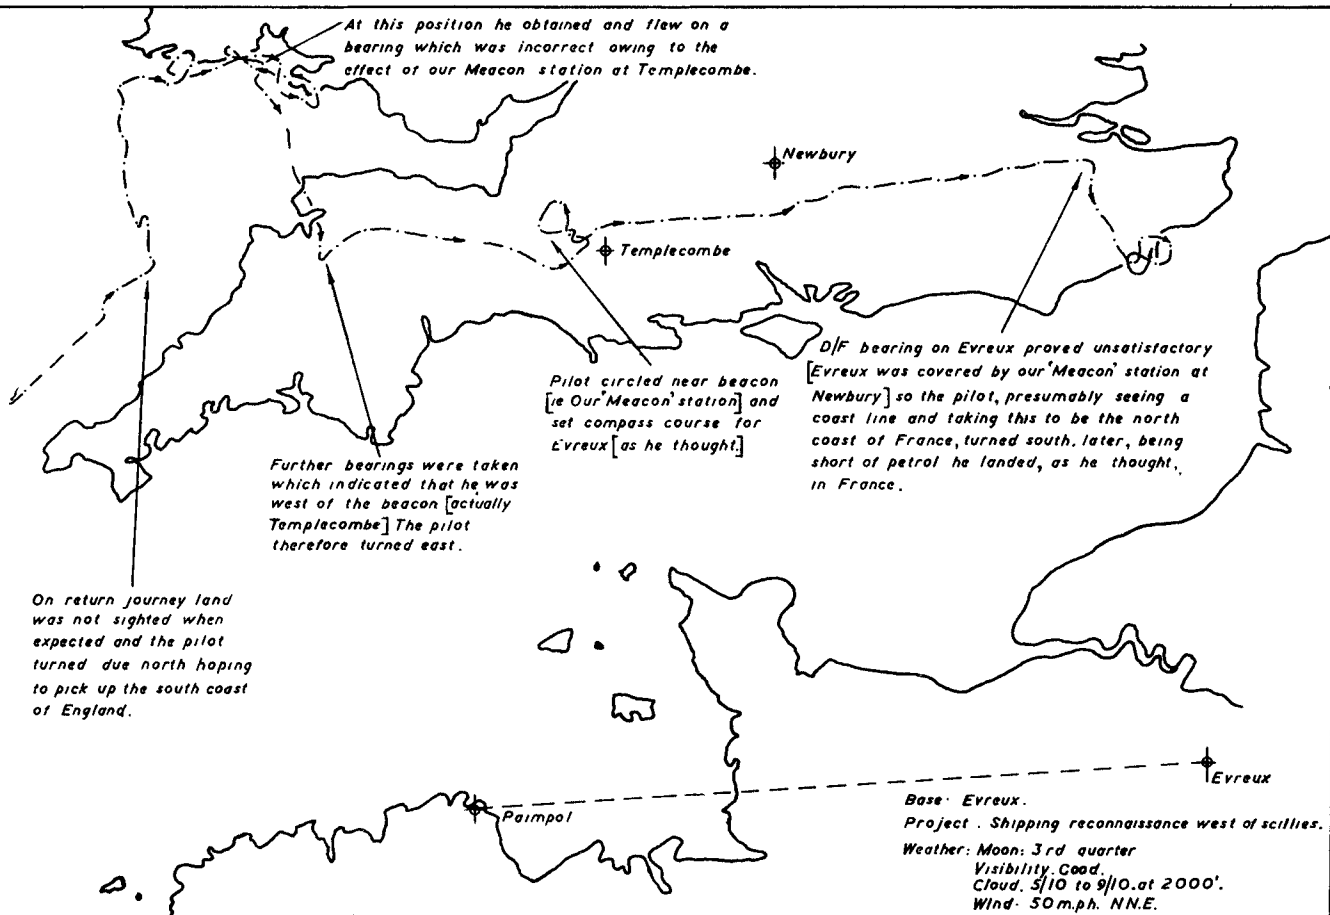 At this position he obtained and flew on a
bearing which was incorrect owing to the
effect of our Meacon station at Templecombe.
Newbury
Templecombe
D/F bearing on Evreux proved unsatisfactory
[Evreux was covered by our 'Meacon' station at
Newbury] so the pilot, presumably seeing a
coast line and taking this to be the north
coast of France, turned south. later, being
short of petrol he landed, as he thought,
in France.
Pilot circled near beacon
[ie Our 'Meacon' station] and
set compass course for
Evreux [as he thought.]
Further bearings were taken
which indicated that he was
west of the beacon [actually
Templecombe] The pilot
therefore turned east.
On return journey land
was not sighted when
expected and the pilot
turned due north hoping
to pick up the south coast
of England.
Paimpol
Evreux
Base· Evreux.
Project. Shipping reconnaissance west of scillies.
Weather: Moon: 3rd quarter
Visibility. Good.
Cloud. 5/10 to 9/10. at 2000'.
Wind· 50 m.ph. N.N.E.